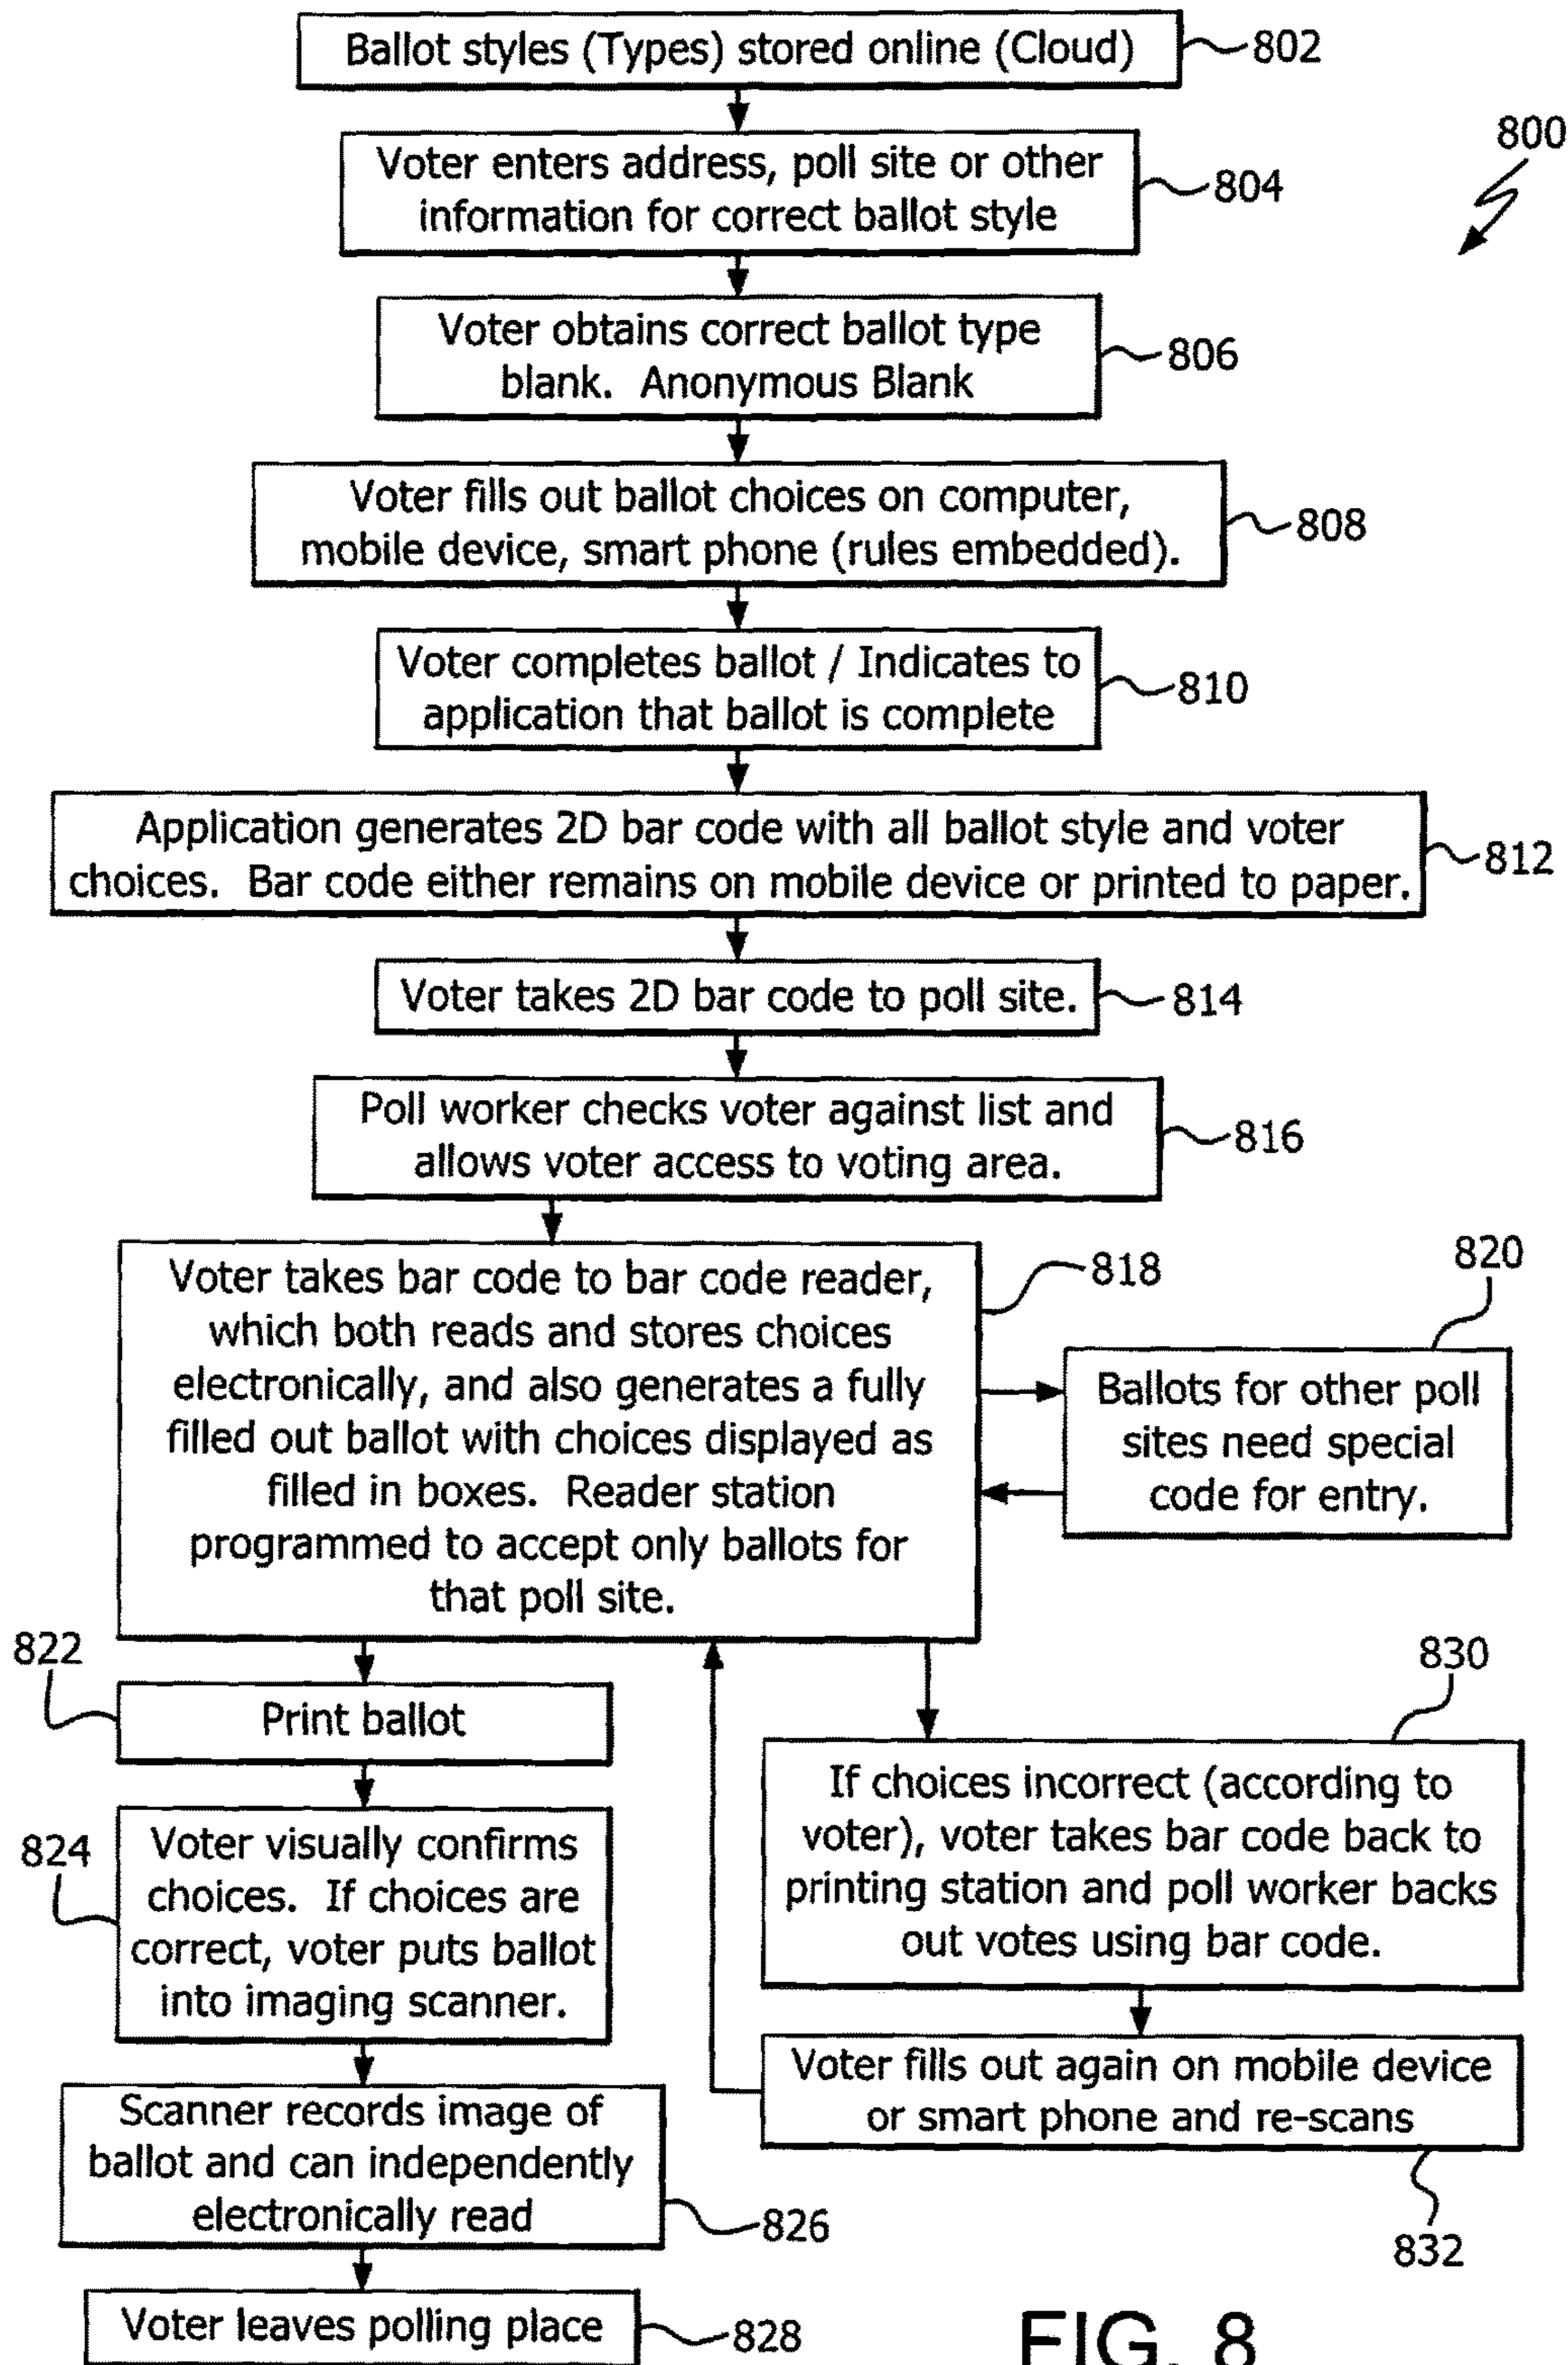 Ballot styles (Types) stored online (Cloud)
802
800
Voter enters address, poll site or other
information for correct ballot style
804
Voter obtains correct ballot type
blank. Anonymous Blank
806
Voter fills out ballot choices on computer,
mobile device, smart phone (rules embedded).
808
Voter completes ballot / Indicates to
application that ballot is complete
810
Application generates 2D bar code with all ballot style and voter
choices. Bar code either remains on mobile device or printed to paper.
812
Voter takes 2D bar code to poll site.
814
Poll worker checks voter against list and
allows voter access to voting area.
816
Voter takes bar code to bar code reader,
which both reads and stores choices
electronically, and also generates a fully
filled out ballot with choices displayed as
filled in boxes. Reader station
programmed to accept only ballots for
that poll site.
818
820
Ballots for other poll
sites need special
code for entry.
822
Print ballot
824
Voter visually confirms
choices. If choices are
correct, voter puts ballot
into imaging scanner.
Scanner records image of
ballot and can independently
electronically read
826
Voter leaves polling place
828
830
If choices incorrect (according to
voter), voter takes bar code back to
printing station and poll worker backs
out votes using bar code.
Voter fills out again on mobile device
or smart phone and re-scans
832
FIG. 8